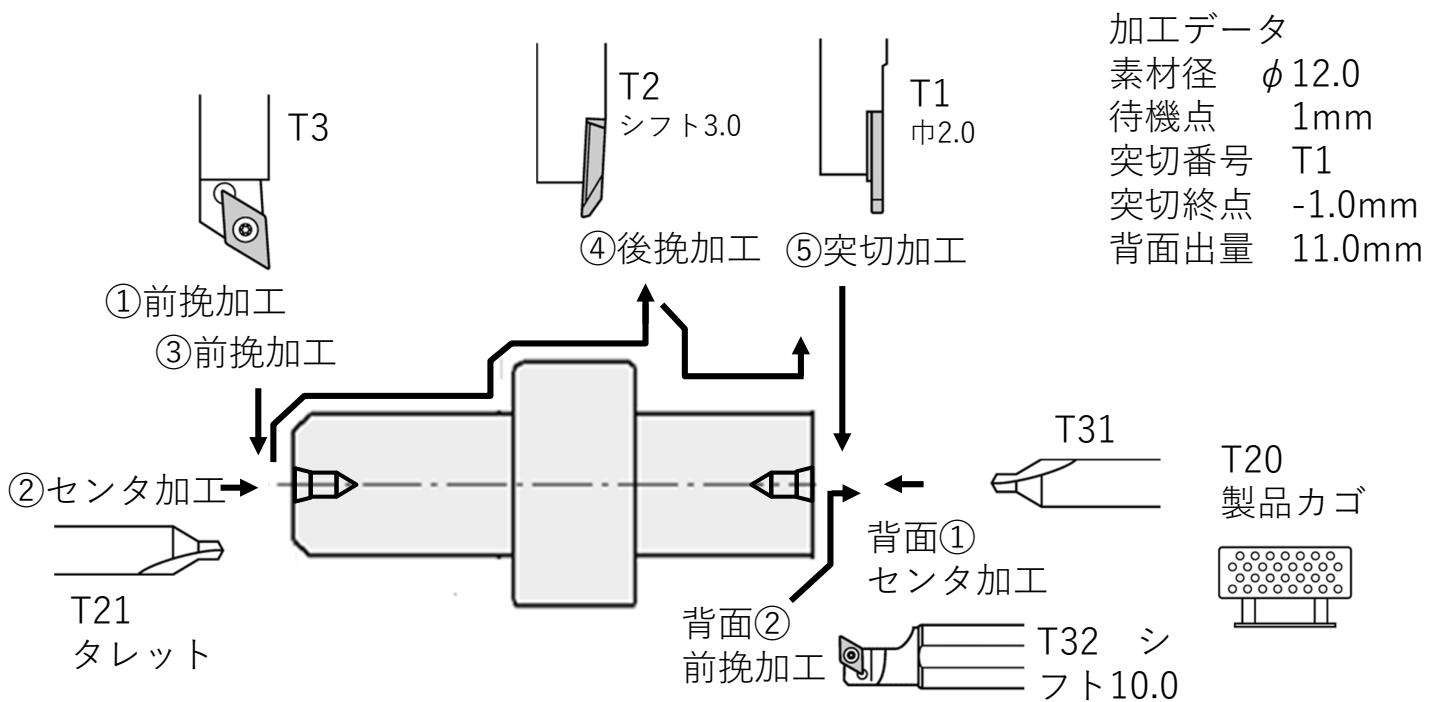 加工データ
素材径 φ12.0
待機点 1mm
突切番号 T1
突切終点 -1.0mm
背面出量 11.0mm
T3
T2
シフト3.0
T1
巾2.0
①前挽加工
③前挽加工
④後挽加工
⑤突切加工
②センタ加工
T21
タレット
T31
背面①
センタ加工
背面②
前挽加工
T32 シ
フト10.0
T20
製品カゴ